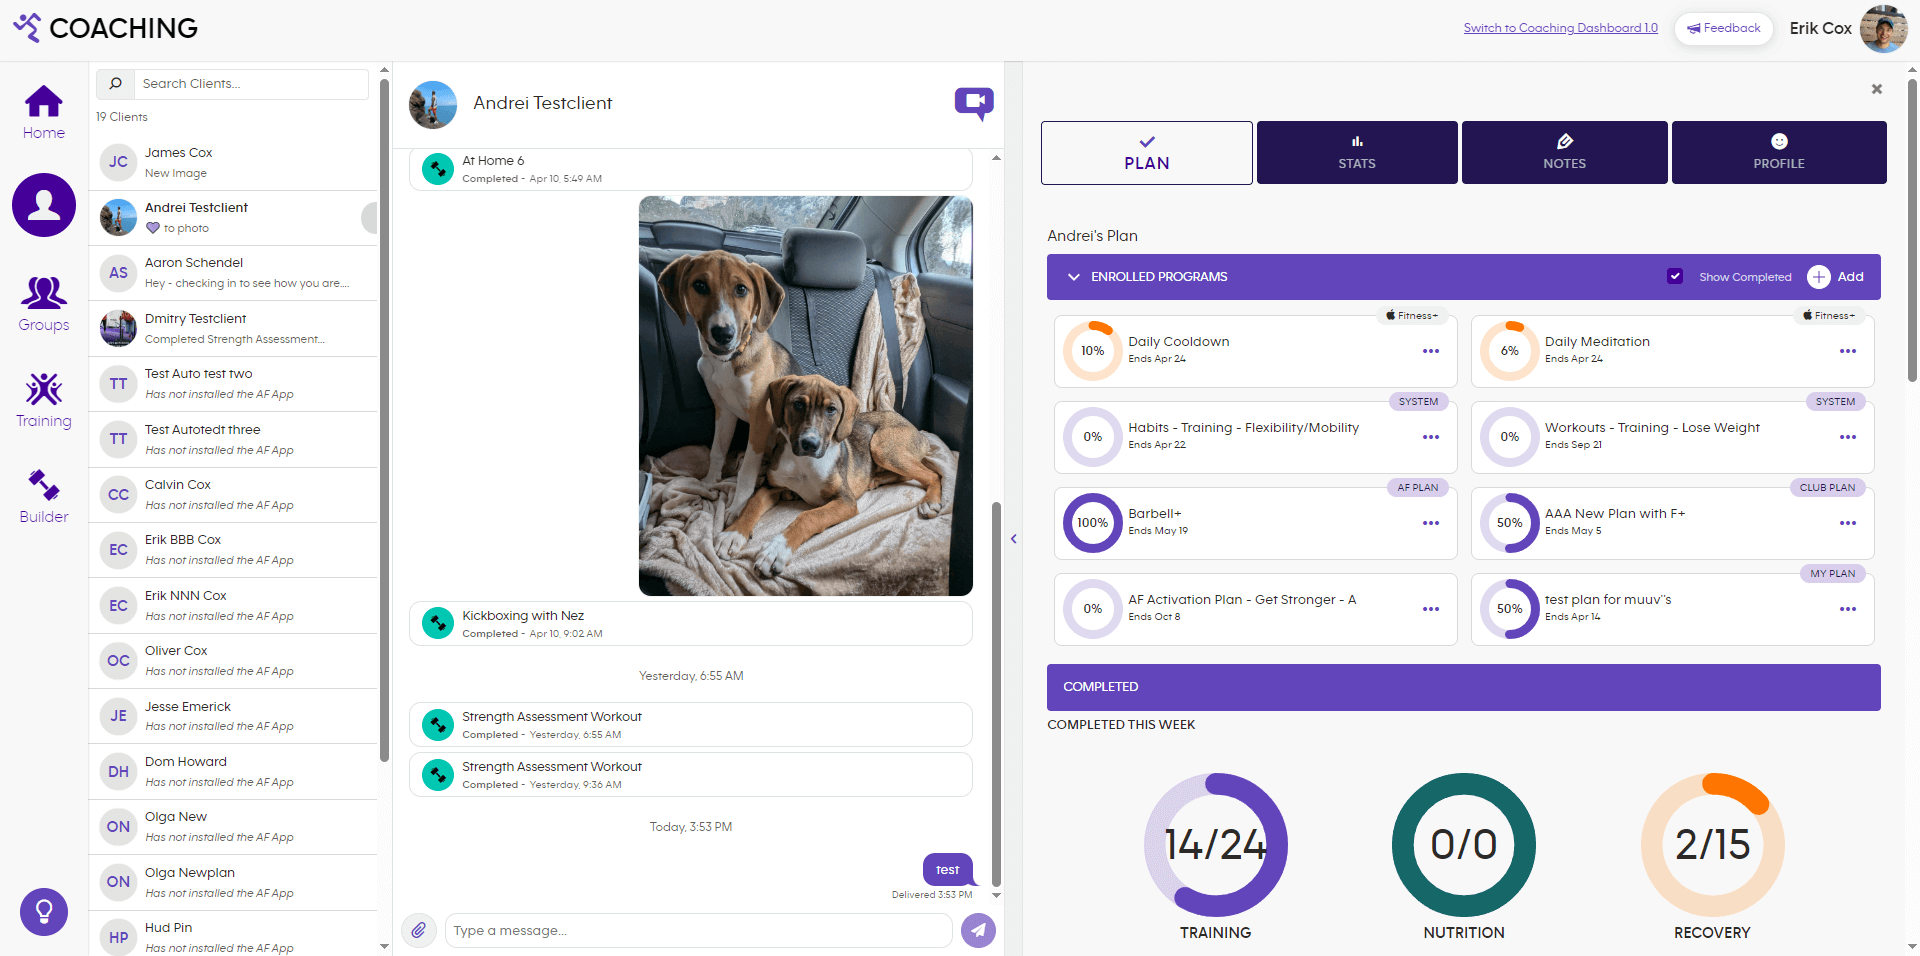 COACHING
Switch to Coaching Dashboard 1.0
Feedback
Erik Cox
Home
Groups
Training
Builder
Search Clients...
19 Clients
JC
James Cox
New Image
Andrei Testclient
to photo
AS
Aaron Schendel
Hey - checking in to see how you are....
Dmitry Testclient
Completed Strength Assessment...
TT
Test Auto test two
Has not installed the AF App
TT
Test Autotedt three
Has not installed the AF App
CC
Calvin Cox
Has not installed the AF App
EC
Erik BBB Cox
Has not installed the AF App
EC
Erik NNN Cox
Has not installed the AF App
OC
Oliver Cox
Has not installed the AF App
JE
Jesse Emerick
Has not installed the AF App
DH
Dom Howard
Has not installed the AF App
ON
Olga New
Has not installed the AF App
ON
Olga Newplan
Has not installed the AF App
HP
Hud Pin
Has not installed the AF App
Andrei Testclient
At Home 6
Completed - Apr 10, 5:49 AM
Kickboxing with Nez
Completed - Apr 10, 9:02 AM
Yesterday, 6:55 AM
Strength Assessment Workout
Completed - Yesterday, 6:55 AM
Strength Assessment Workout
Completed - Yesterday, 9:36 AM
Today, 3:53 PM
test
Delivered 3:53 PM
Type a message...
PLAN
STATS
NOTES
PROFILE
Andrei's Plan
ENROLLED PROGRAMS
Show Completed
Add
Fitness+
10%
Daily Cooldown
Ends Apr 24
Fitness+
6%
Daily Meditation
Ends Apr 24
SYSTEM
0%
Habits - Training - Flexibility/Mobility
Ends Apr 22
SYSTEM
0%
Workouts - Training - Lose Weight
Ends Sep 21
AF PLAN
100%
Barbell+
Ends May 19
CLUB PLAN
50%
AAA New Plan with F+
Ends May 5
0%
AF Activation Plan - Get Stronger - A
Ends Oct 8
MY PLAN
50%
test plan for muuv"s
Ends Apr 14
COMPLETED
COMPLETED THIS WEEK
14/24
TRAINING
0/0
NUTRITION
2/15
RECOVERY